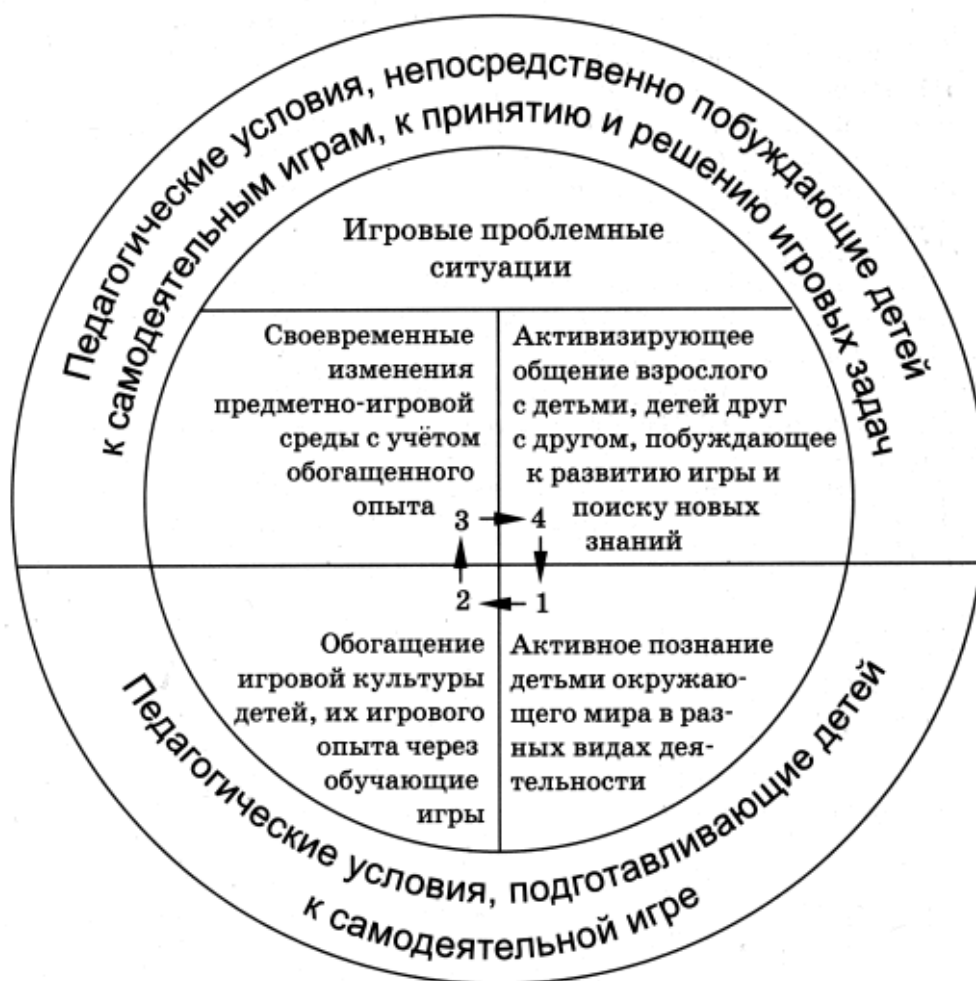 Педагогические условия, непосредственно побуждающие детей
к самодеятельным играм, к принятию и решению игровых задач
Игровые проблемные
ситуации
Своевременные
изменения
предметно-игровой
среды с учётом
обогащенного
опыта
3
Активизирующее
общение взрослого
с детьми, детей друг
с другом, побуждающее
к развитию игры и
поиску новых
знаний
4
2
Обогащение
игровой культуры
детей, их игрового
опыта через
обучающие
игры
1
Активное познание
детьми окружаю-
щего мира в раз-
ных видах дея-
тельности
Педагогические условия, подготавливающие детей
к самодеятельной игре